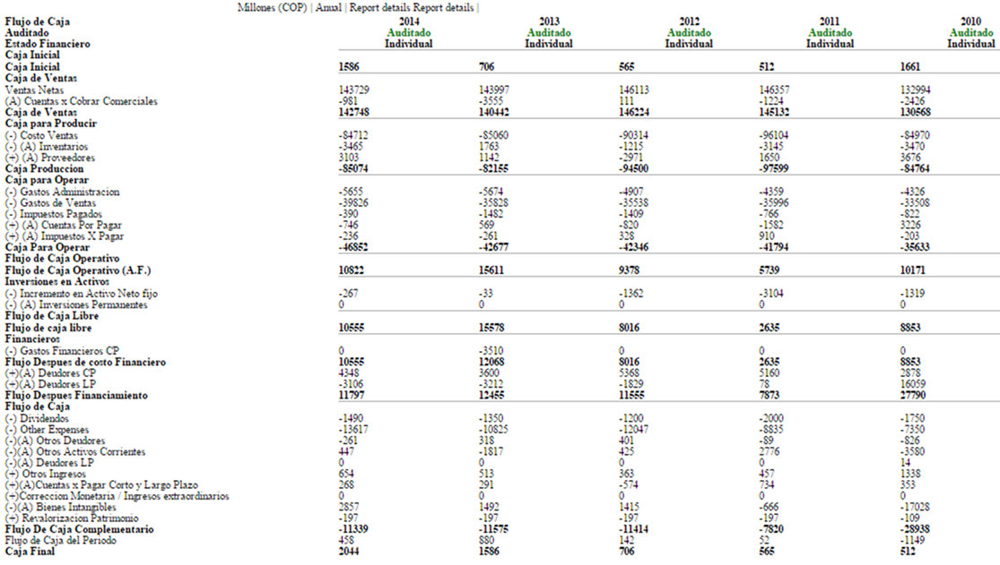 Millones (COP) | Anual | Report details Report details |
Flujo de Caja 2014 2013 2012 2011 2010
Auditado Auditado Auditado Auditado Auditado Auditado
Estado Financiero Individual Individual Individual Individual Individual
Caja Inicial
Caja Inicial 1586 706 565 512 1661
Caja de Ventas
Ventas Netas 143729 143997 146113 146357 132994
(A) Cuentas x Cobrar Comerciales -981 -3555 111 -1224 -2426
Caja de Ventas 142748 140442 146224 145132 130568
Caja para Producir
(-) Costo Ventas -84712 -85060 -90314 -96104 -84970
(-) (A) Inventarios -3465 1763 -1215 -3145 -3470
(+) (A) Proveedores 3103 1142 -2971 1650 3676
Caja Produccion -85074 -82155 -94500 -97599 -84764
Caja para Operar
(-) Gastos Administracion -5655 -5674 -4907 -4359 -4326
(-) Gastos de Ventas -39826 -35828 -35538 -35996 -33508
(-) Impuestos Pagados -390 -1482 -1409 -766 -822
(+) (A) Cuentas Por Pagar -746 569 -820 -1582 3226
(+) (A) Impuestos X Pagar -236 -261 328 910 -203
Caja Para Operar -46852 -42677 -42346 -41794 -35633
Flujo de Caja Operativo
Flujo de Caja Operativo (A.F.) 10822 15611 9378 5739 10171
Inversiones en Activos
(-) Incremento en Activo Neto fijo -267 -33 -1362 -3104 -1319
(-) (A) Inversiones Permanentes 0 0 0 0 0
Flujo de Caja Libre
Flujo de caja libre 10555 15578 8016 2635 8853
Financieros
(-) Gastos Financieros CP 0 -3510 0 0 0
Flujo Despues de costo Financiero 10555 12068 8016 2635 8853
(+)(A) Deudores CP 4348 3600 5368 5160 2878
(+)(A) Deudores LP -3106 -3212 -1829 78 16059
Flujo Despues Financiamiento 11797 12455 11555 7873 27790
Flujo de Caja
(-) Dividendos -1490 -1350 -1200 -2000 -1750
(-) Other Expenses -13617 -10825 -12047 -8835 -7350
(-)(A) Otros Deudores -261 318 401 -89 -826
(-)(A) Otros Activos Corrientes 447 -1817 425 2776 -3580
(-)(A) Deudores LP 0 0 0 0 14
(+) Otros Ingresos 654 513 363 457 1338
(+)(A)Cuentas x Pagar Corto y Largo Plazo 268 291 -574 734 353
(+)Correccion Monetaria / Ingresos extraordinarios 0 0 0 0 0
(-)(A) Bienes Intangibles 2857 1492 1415 -666 -17028
(+) Revalorizacion Patrimonio -197 -197 -197 -197 -109
Flujo De Caja Complementario -11339 -11575 -11414 -7820 -28938
Flujo de Caja del Periodo 458 880 142 52 -1149
Caja Final 2044 1586 706 565 512